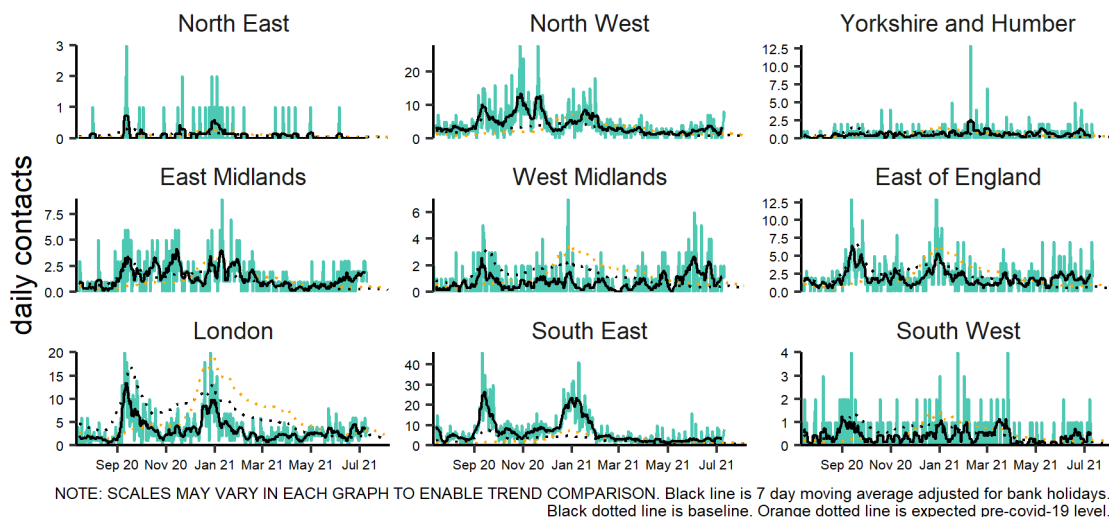 North East
North West
Yorkshire and Humber
3
2
1
0
20
10
0
12.5
10.0
7.5
5.0
2.5
0.0
daily contacts
East Midlands
West Midlands
East of England
7.5
5.0
2.5
0.0
6
4
2
0
12.5
10.0
7.5
5.0
2.5
0.0
London
South East
South West
20
15
10
5
0
40
30
20
10
0
4
3
2
1
0
Sep 20 Nov 20 Jan 21 Mar 21 May 21 Jul 21
Sep 20 Nov 20 Jan 21 Mar 21 May 21 Jul 21
Sep 20 Nov 20 Jan 21 Mar 21 May 21 Jul 21
NOTE: SCALES MAY VARY IN EACH GRAPH TO ENABLE TREND COMPARISON. Black line is 7 day moving average adjusted for bank holidays.
Black dotted line is baseline. Orange dotted line is expected pre-covid-19 level.